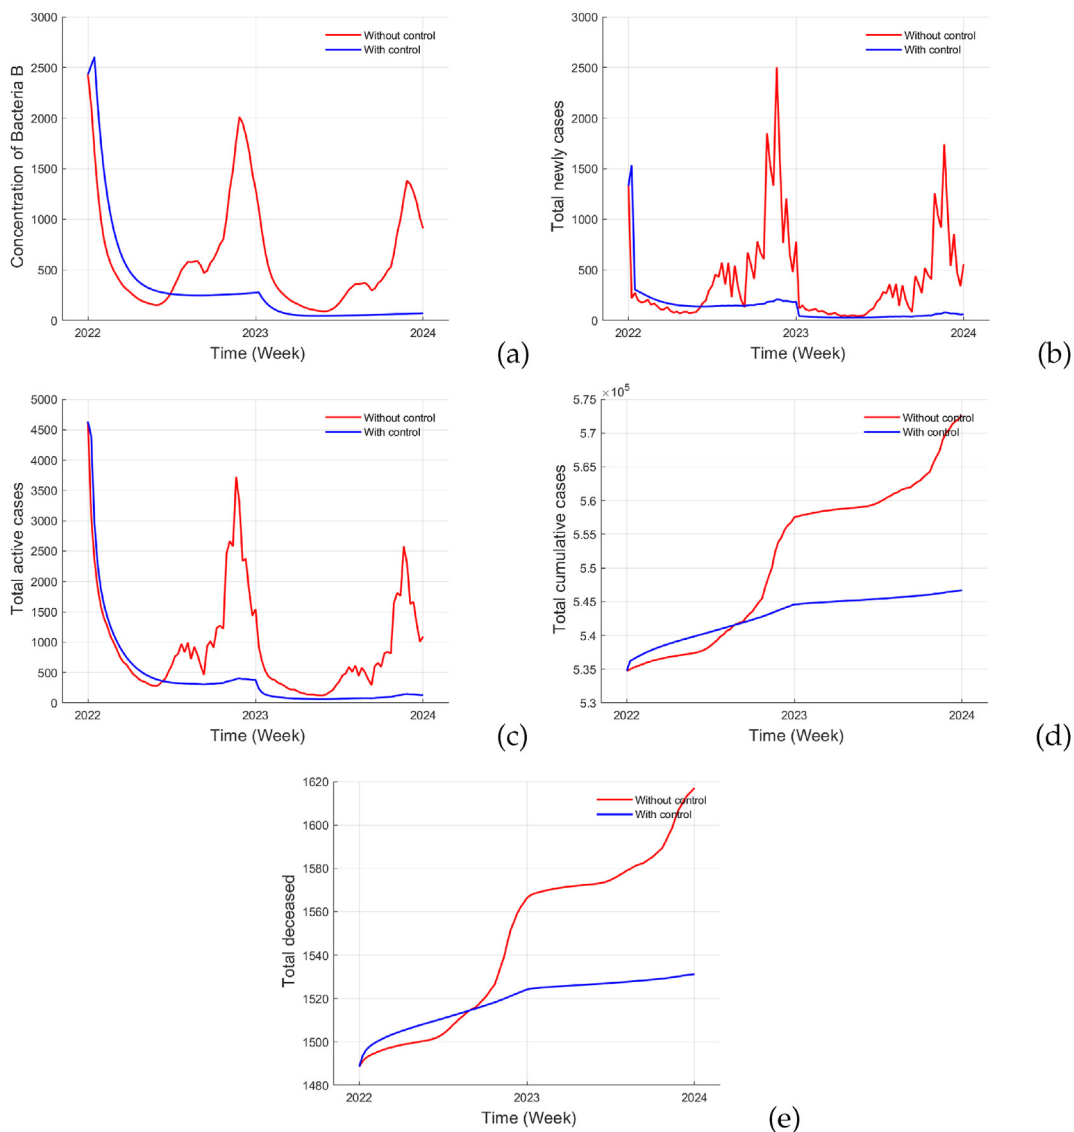 3000
2500
2000
1500
1000
500
0
Concentration of Bacteria B
Without control
With control
2022
2023
2024
Time (Week)
(a)
3000
2500
2000
1500
1000
500
0
Total newly cases
Without control
With control
2022
2023
2024
Time (Week)
(b)
5000
4500
4000
3500
3000
2500
2000
1500
1000
500
0
Total active cases
Without control
With control
2022
2023
2024
Time (Week)
(c)
×10⁵
5.75
5.7
5.65
5.6
5.55
5.5
5.45
5.4
5.35
5.3
Total cumulative cases
Without control
With control
2022
2023
2024
Time (Week)
(d)
1620
1600
1580
1560
1540
1520
1500
1480
Total deceased
Without control
With control
2022
2023
2024
Time (Week)
(e)